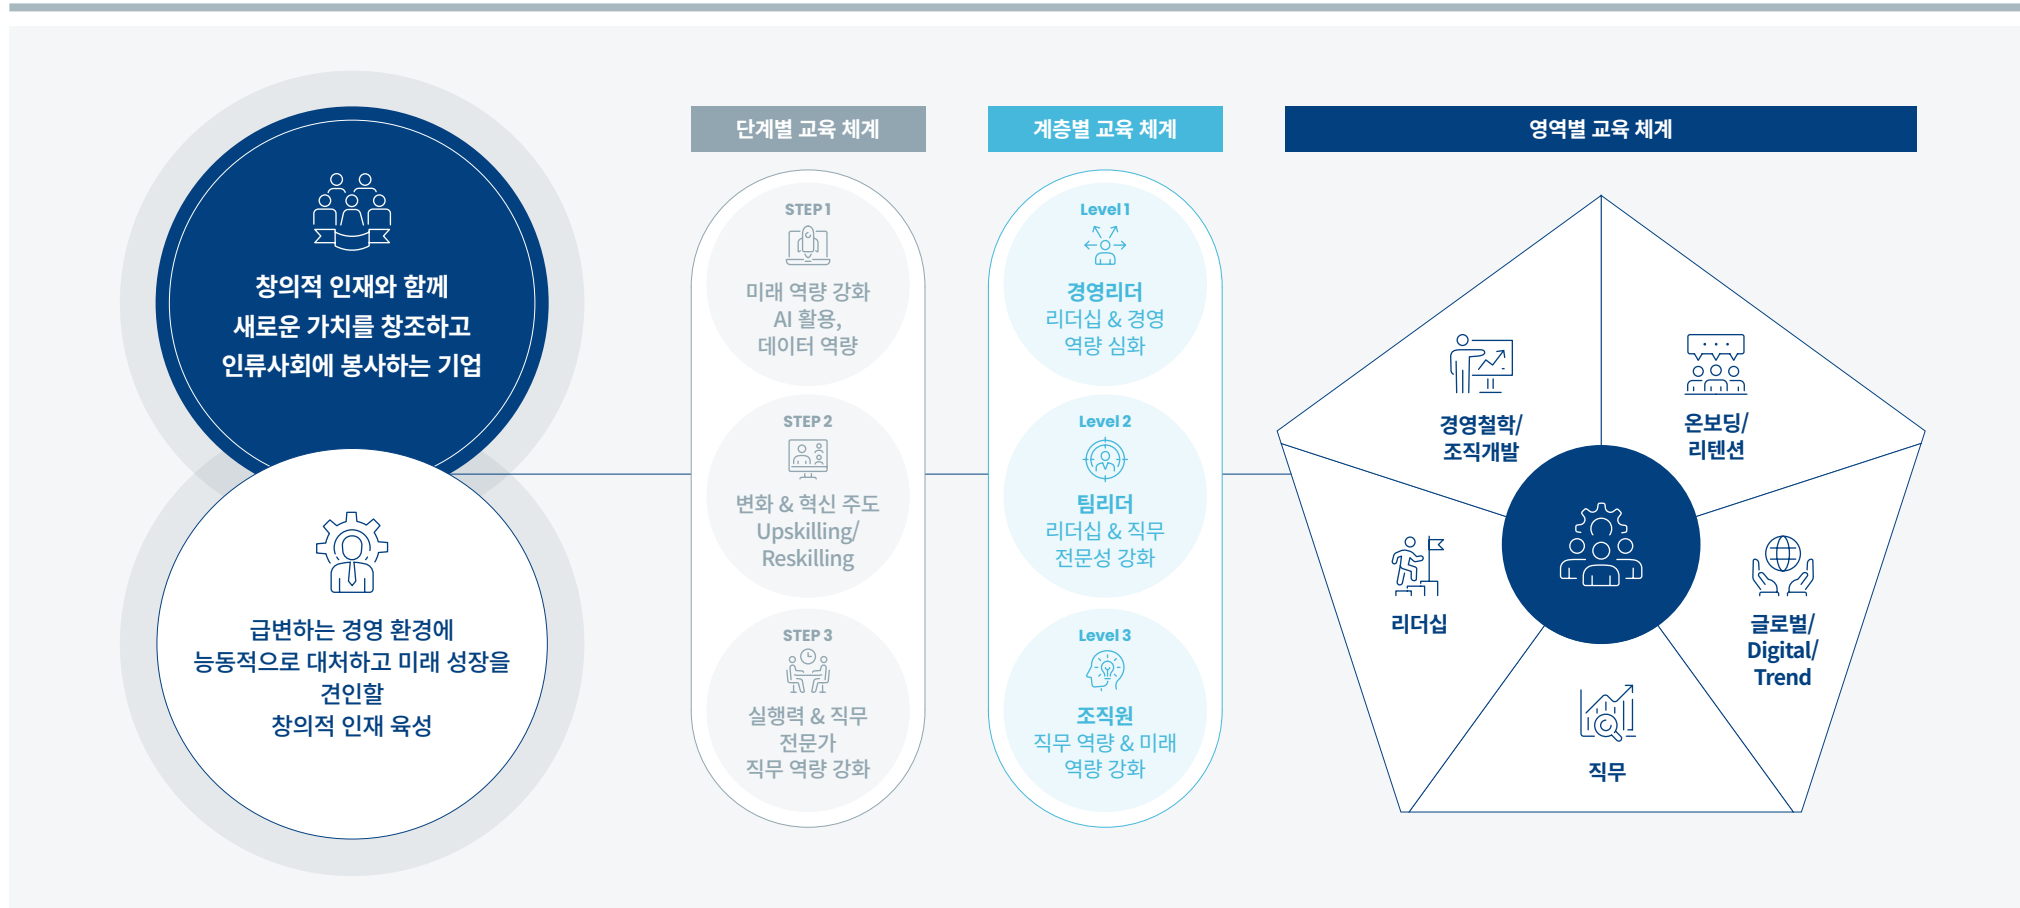 창의적 인재와 함께
새로운 가치를 창조하고
인류사회에 봉사하는 기업
급변하는 경영 환경에
능동적으로 대처하고 미래 성장을
견인할
창의적 인재 육성
단계별 교육 체계
STEP 1
미래 역량 강화
AI 활용,
데이터 역량
STEP 2
변화 & 혁신 주도
Upskilling/
Reskilling
STEP 3
실행력 & 직무
전문가
직무 역량 강화
계층별 교육 체계
Level 1
경영리더
리더십 & 경영
역량 심화
Level 2
팀리더
리더십 & 직무
전문성 강화
Level 3
조직원
직무 역량 & 미래
역량 강화
영역별 교육 체계
경영철학/
조직개발
온보딩/
리텐션
리더십
글로벌/
Digital/
Trend
직무